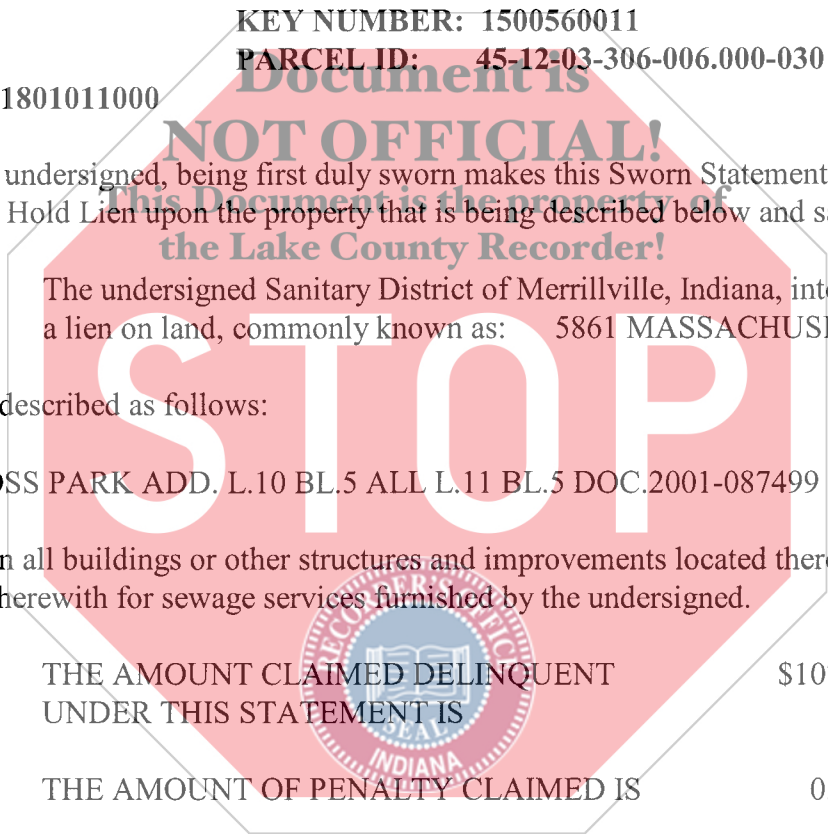 KEY NUMBER: 1500560011
PARCEL ID: 45-12-03-306-006.000-030
Document is
1801011000
NOT OFFICIAL!
undersigned, being first duly sworn makes this Sworn Statement
This Document is the property of
Hold Lien upon the property that is being described below and
the Lake County Recorder!
The undersigned Sanitary District of Merrillville, Indiana,
a lien on land, commonly known as: 5861
STOP
described as follows:
PARK ADD. L.10 BL.5 ALL L.11 BL.5 DOC.2001-087499
all buildings or other structures and improvements located
herewith for sewage services furnished by the undersigned.
RECORDER'S OFFICE
SEAL
INDIANA
THE AMOUNT CLAIMED DELINQUENT
UNDER THIS STATEMENT IS
THE AMOUNT OF PENALTY CLAIMED IS 0